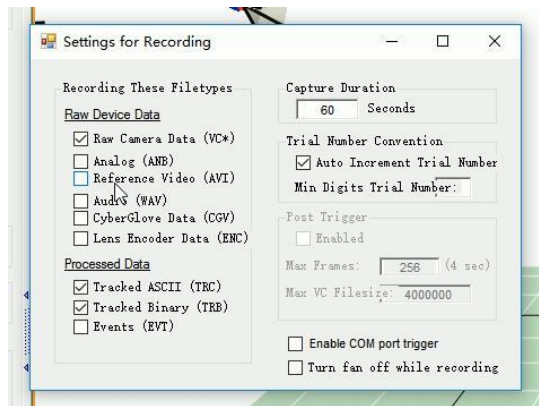 Settings for Recording
Recording These Filetypes
Raw Device Data
Raw Camera Data (VC*)
Analog (ANB)
Reference Video (AVI)
Audio (WAV)
CyberGlove Data (CGV)
Lens Encoder Data (ENC)
Processed Data
Tracked ASCII (TRC)
Tracked Binary (TRB)
Events (EVT)
Capture Duration
60 Seconds
Trial Number Convention
Auto Increment Trial Number
Min Digits Trial Number:
Post Trigger
Enabled
Max Frames: 256 (4 sec)
Max VC Filesize: 4000000
Enable COM port trigger
Turn fan off while recording